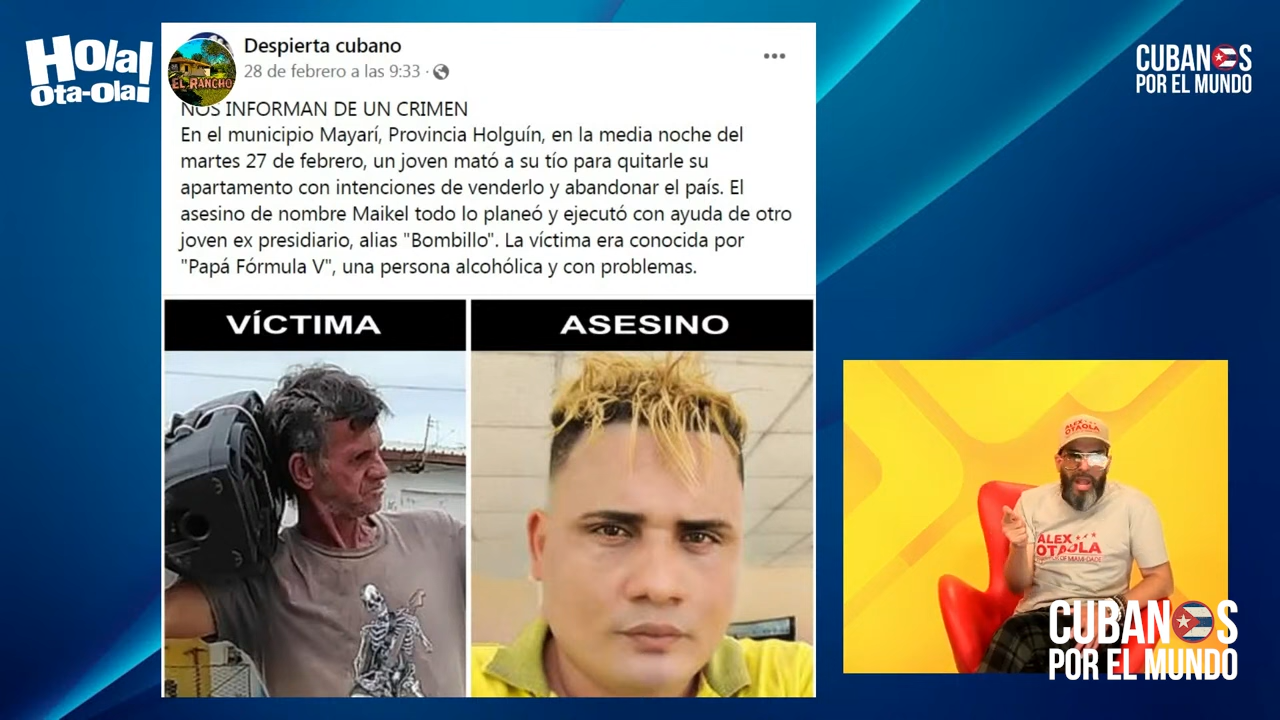 Hola!
Ota-Ola!
Despierta cubano
28 de febrero a las 9:33 ·
EL RANCHO
NOS INFORMAN DE UN CRIMEN
En el municipio Mayarí, Provincia Holguín, en la media noche del
martes 27 de febrero, un joven mató a su tío para quitarle su
apartamento con intenciones de venderlo y abandonar el país. El
asesino de nombre Maikel todo lo planeó y ejecutó con ayuda de otro
joven ex presidiario, alias "Bombillo". La víctima era conocida por
"Papá Fórmula V", una persona alcohólica y con problemas.
VÍCTIMA
ASESINO
CUBANOS
POR EL MUNDO
ALEX
OTAOLA
ALEX
OTAOLA
CUBANOS
POR EL MUNDO